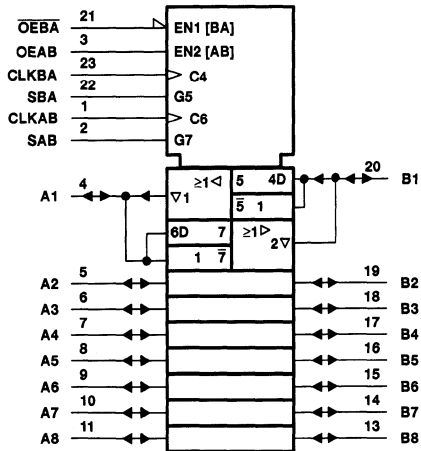 O̅E̅B̅A̅ 21 EN1 [BA]
OEAB 3 EN2 [AB]
CLKBA 23 C4
SBA 22 G5
CLKAB 1 C6
SAB 2 G7
A1 4 ≥1◁ ▽1 5 4D 20 B1
5̅ 1
6D 7 ≥1▷ 2▽
1 7̅
A2 5 19 B2
A3 6 18 B3
A4 7 17 B4
A5 8 16 B5
A6 9 15 B6
A7 10 14 B7
A8 11 13 B8